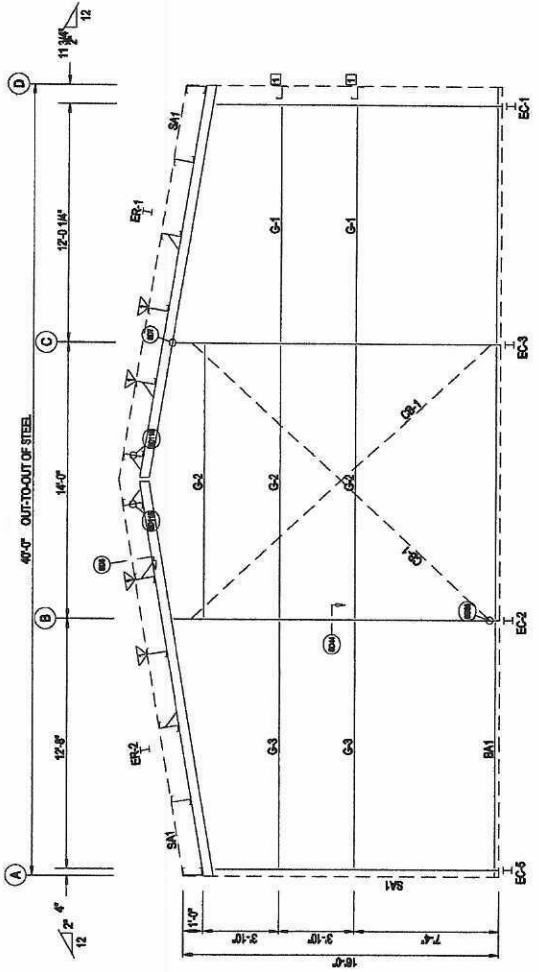 A
B
C
D
40'-0" OUT-TO-OUT OF STEEL
4"
12'-8"
14'-0"
12'-0 1/4"
11 3/4"
2"
12
2"
12
SA1
ER-2
ER-1
SA1
1'-0"
3'-10"
3'-10"
7'-4"
16'-0"
G-2
G-3
G-2
G-1
1
G-3
G-2
G-1
1
CB-1
CB-1
SA1
BA1
EC-5
EC-2
EC-3
EC-1